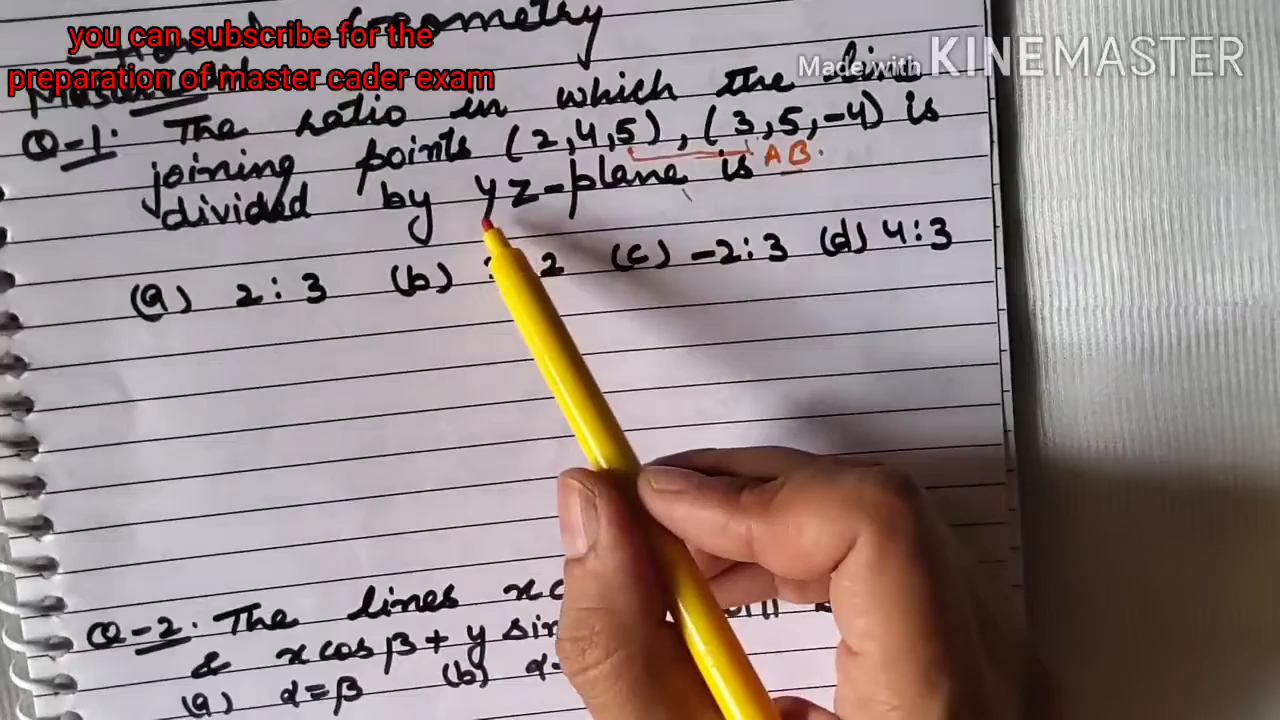 Geometry
you can subscribe for the
preparation of master cader exam
Made with KINEMASTER
Q-1. The ratio in which the line
joining points (2,4,5), (3,5,-4) is
divided by yz-plane is AB.
(a) 2:3 (b) 2 (c) -2:3 (d) 4:3
Q-2. The lines
& x cos β + y sin
(a) α=β (b) α